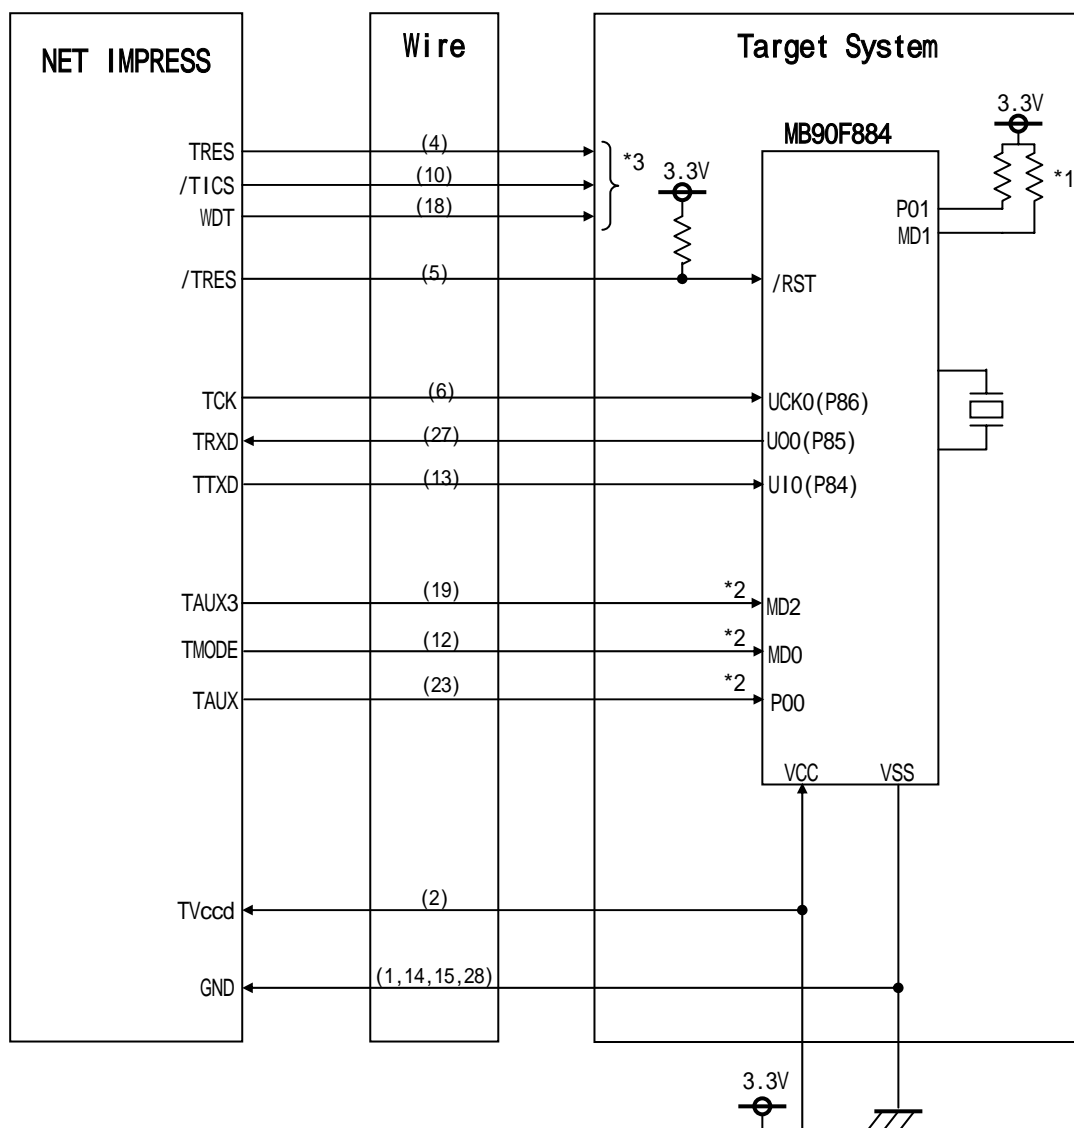 NET IMPRESS
Wire
Target System
3.3V
MB90F884
TRES
(4)
*3
3.3V
*1
/TICS
(10)
P01
WDT
(18)
MD1
/TRES
(5)
/RST
TCK
(6)
UCK0(P86)
TRXD
(27)
UO0(P85)
TTXD
(13)
UI0(P84)
TAUX3
(19)
*2
MD2
TMODE
(12)
*2
MD0
TAUX
(23)
*2
P00
VCC
VSS
TVccd
(2)
GND
(1,14,15,28)
3.3V